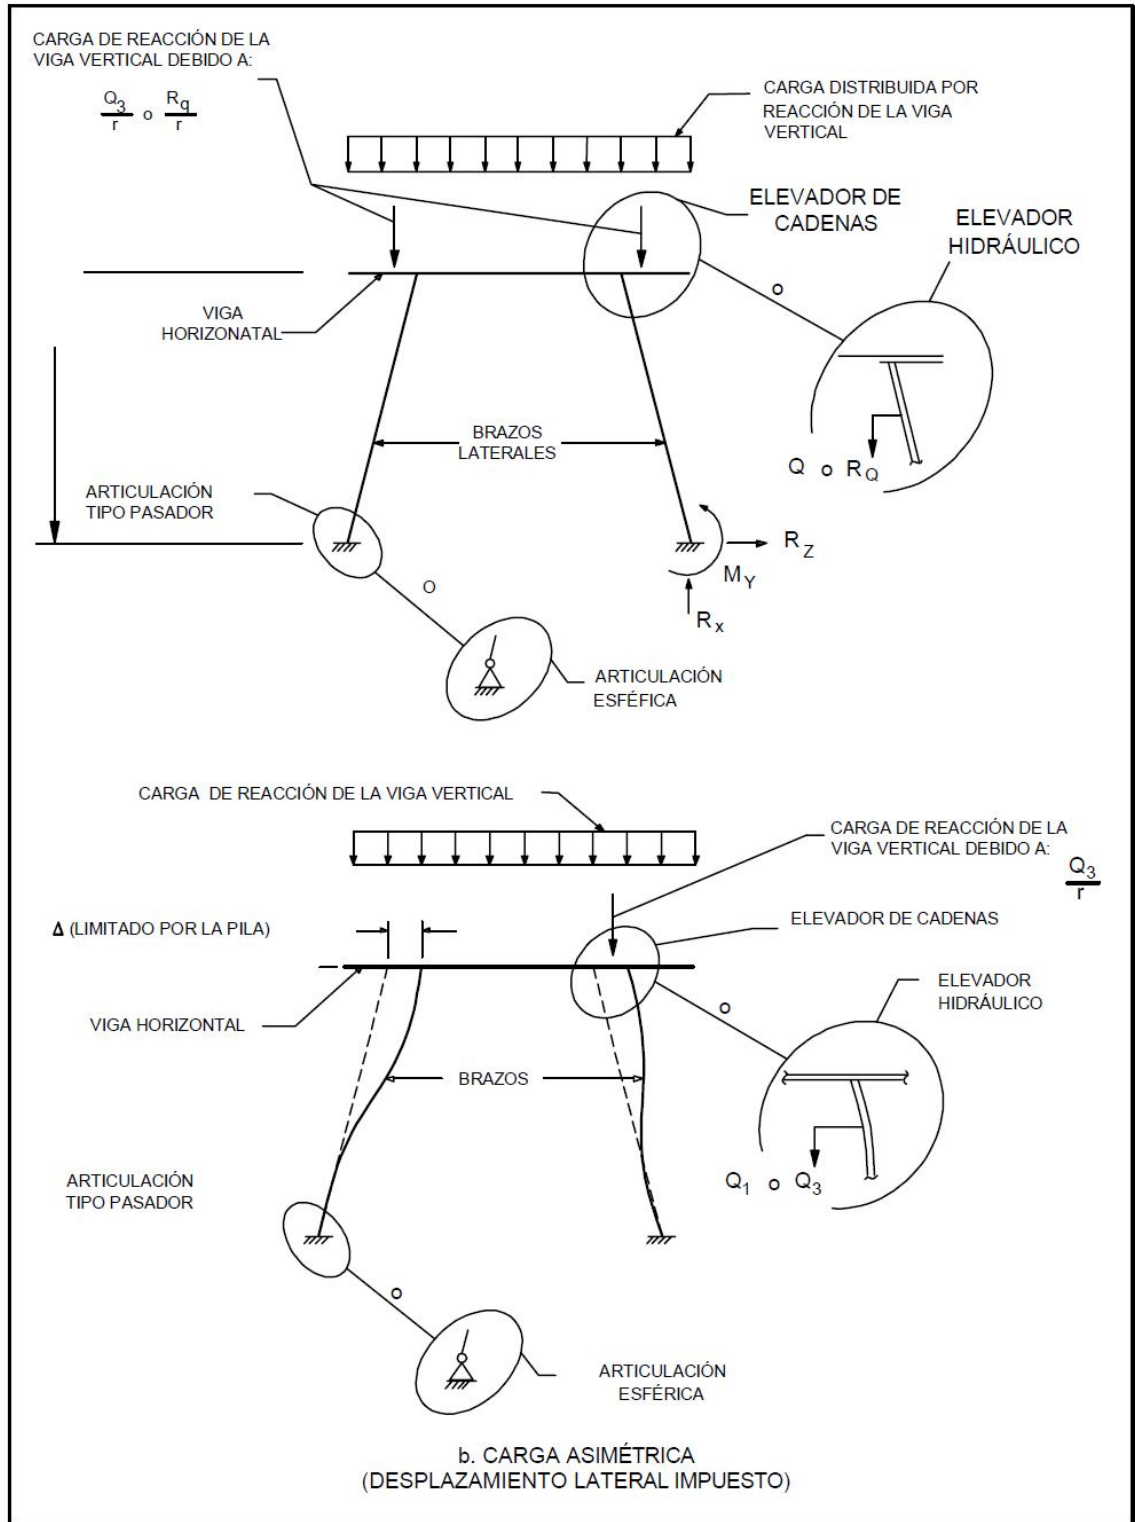 CARGA DE REACCIÓN DE LA
VIGA VERTICAL DEBIDO A:
Q3/r o Rq/r
CARGA DISTRIBUIDA POR
REACCIÓN DE LA VIGA
VERTICAL
ELEVADOR DE
CADENAS
ELEVADOR
HIDRÁULICO
o
VIGA
HORIZONATAL
BRAZOS
LATERALES
Q o RQ
ARTICULACIÓN
TIPO PASADOR
RZ
MY
RX
O
ARTICULACIÓN
ESFÉFICA
CARGA DE REACCIÓN DE LA VIGA VERTICAL
CARGA DE REACCIÓN DE LA
VIGA VERTICAL DEBIDO A:
Q3/r
Δ (LIMITADO POR LA PILA)
ELEVADOR DE CADENAS
ELEVADOR
HIDRÁULICO
o
VIGA HORIZONTAL
BRAZOS
Q1 o Q3
ARTICULACIÓN
TIPO PASADOR
o
ARTICULACIÓN
ESFÉRICA
b. CARGA ASIMÉTRICA
(DESPLAZAMIENTO LATERAL IMPUESTO)